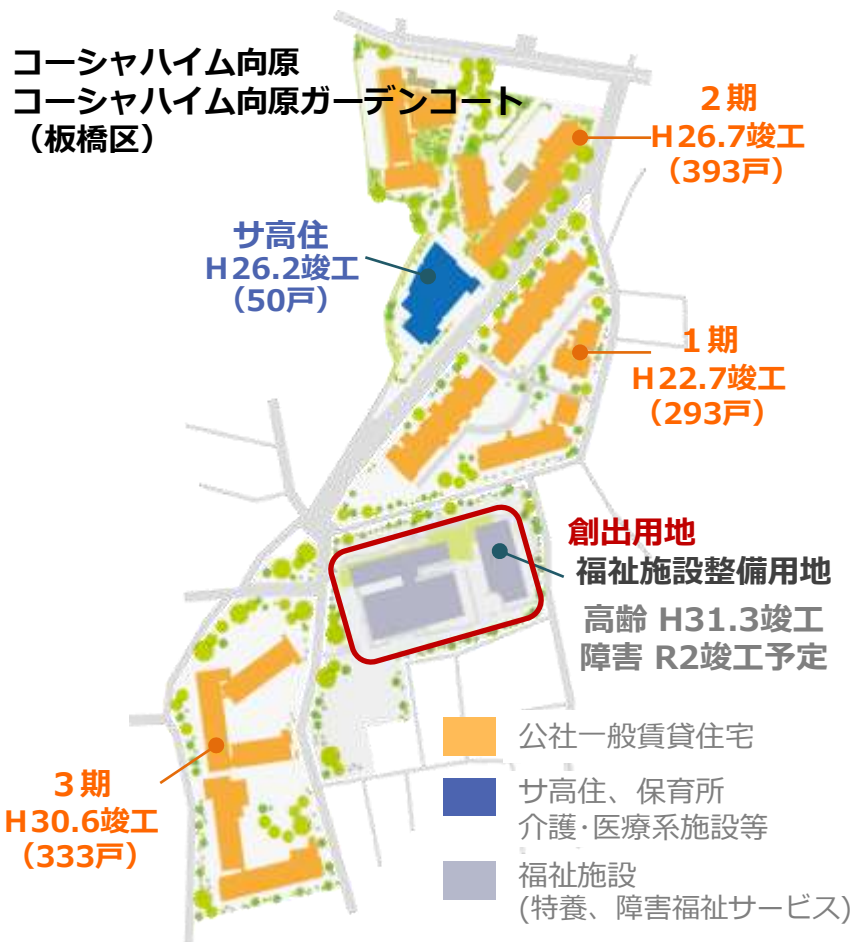 コーシャハイム向原
コーシャハイム向原ガーデンコート
（板橋区）
２期
H26.7竣工
（393戸）
サ高住
H26.2竣工
（50戸）
１期
H22.7竣工
（293戸）
創出用地
福祉施設整備用地
高齢 H31.3竣工
障害 R2竣工予定
３期
H30.6竣工
（333戸）
公社一般賃貸住宅
サ高住、保育所
介護･医療系施設等
福祉施設
(特養、障害福祉サービス)